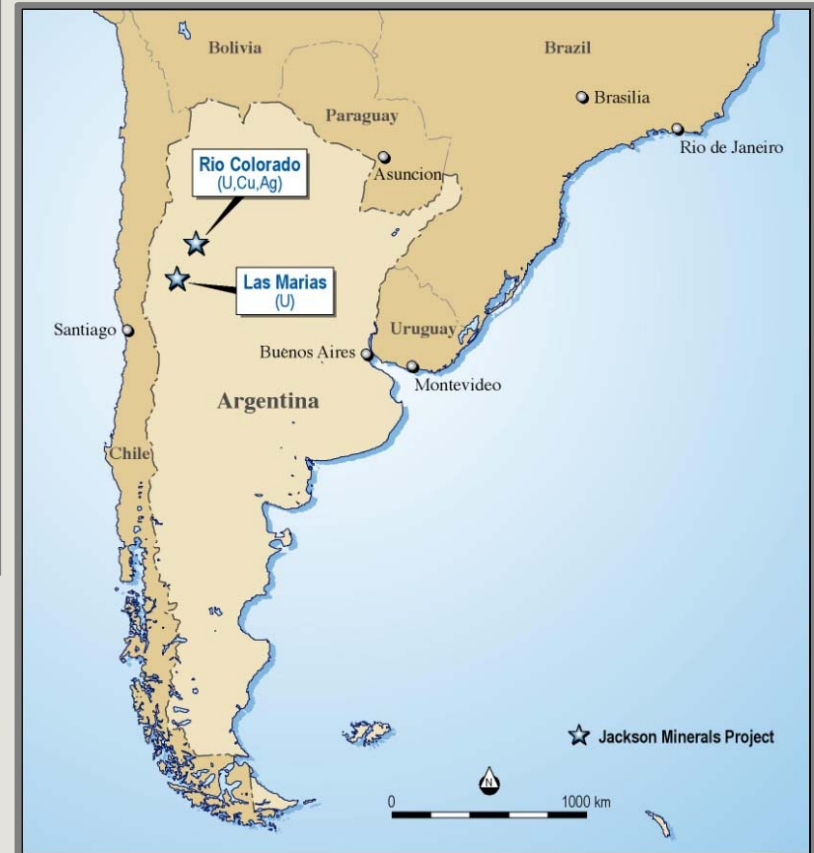 Bolivia
Brazil
Brasilia
Paraguay
Rio de Janeiro
Rio Colorado
(U,Cu,Ag)
Asuncion
Las Marias
(U)
Santiago
Uruguay
Buenos Aires
Montevideo
Argentina
Chile
Jackson Minerals Project
N
0 1000 km